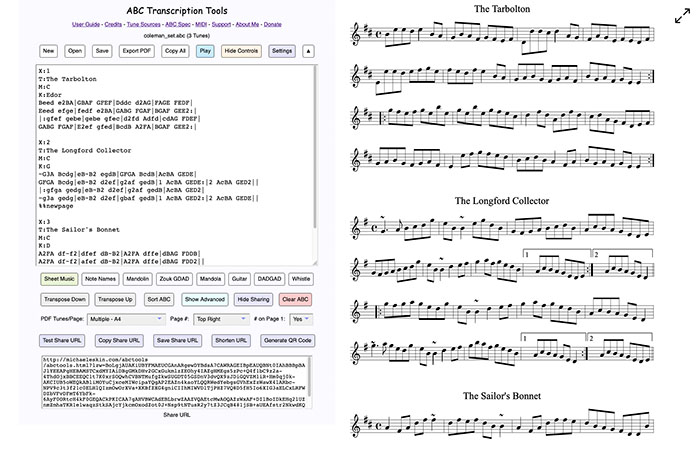 ABC Transcription Tools
User Guide - Credits - Tune Sources - ABC Spec - MIDI - Support - About Me - Donate
coleman_set.abc (3 Tunes)
New Open Save Export PDF Copy All Play Hide Controls Settings ▲
X:1
T:The Tarbolton
M:C
K:Edor
Beed e2BA|GBAF GFEF|Dddc d2AG|FAGE FEDF|
Eeed efge|fedf e2BA|GABG FGAF|BGAF GEE2:|
|:gfef gebe|gebe gfec|d2fd Adfd|cdAG FDEF|
GABG FGAF|E2ef gfed|BcdB A2FA|BGAF GEE2:|
X:2
T:The Longford Collector
M:C
K:G
~G3A Bcdg|eB~B2 egdB|GFGA BcdB|AcBA GEDE|
GFGA Bcdg|eB~B2 d2ef|g2af gedB|1 AcBA GEDE:|2 AcBA GED2||
|:gfga gedg|eB~B2 d2ef|g2af gedB|AcBA GED2|
~g3a gedg|eB~B2 d2ef|gbaf gedB|1 AcBA GED2:|2 AcBA GEDE||
%%newpage
X:3
T:The Sailor's Bonnet
M:C
K:D
A2FA df~f2|dfef dB~B2|A2FA dffe|dBAG FDDB|
A2FA df~f2|afef dB~B2|A2FA dffe|dBAG FDD2||
Sheet Music Note Names Mandolin Zouk GDAD Mandola Guitar DADGAD Whistle
Transpose Down Transpose Up Sort ABC Show Advanced Hide Sharing Clear ABC
PDF Tunes/Page: Multiple - A4 Page #: Top Right # on Page 1: Yes
Test Share URL Copy Share URL Save Share URL Shorten URL Generate QR Code
http://michaeleskin.com/abctools
Share URL
The Tarbolton
The Longford Collector
1 2
1 2
The Sailor's Bonnet